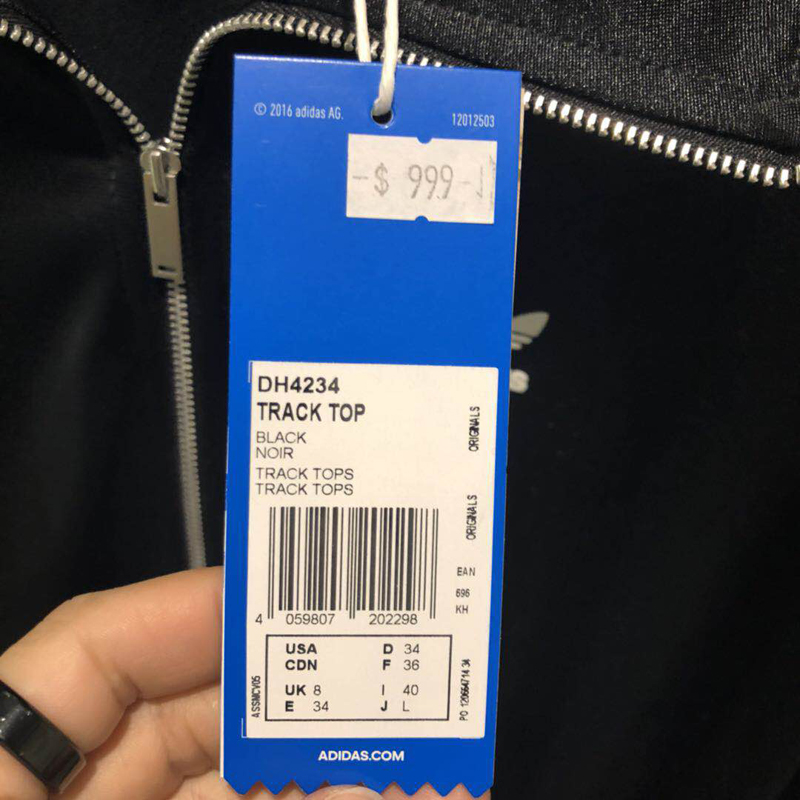 © 2016 adidas AG.
12012503
-$ 999-
DH4234
TRACK TOP
BLACK
NOIR
TRACK TOPS
TRACK TOPS
ORIGINALS
ORIGINALS
EAN
696
KH
4 059807 202298
USA D 34
CDN F 36
UK 8 I 40
E 34 J L
ASSMCV05
ADIDAS.COM